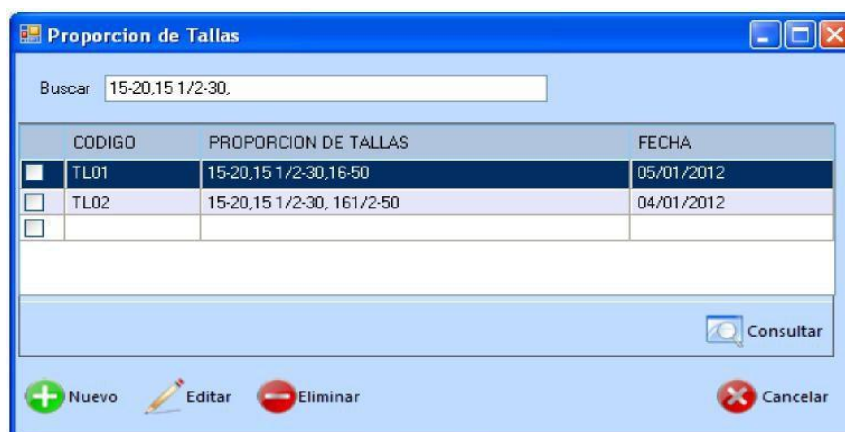 Proporcion de Tallas
Buscar 15-20,15 1/2-30,
CODIGO PROPORCION DE TALLAS FECHA
TL01 15-20,15 1/2-30,16-50 05/01/2012
TL02 15-20,15 1/2-30, 161/2-50 04/01/2012
Consultar
Nuevo Editar Eliminar Cancelar